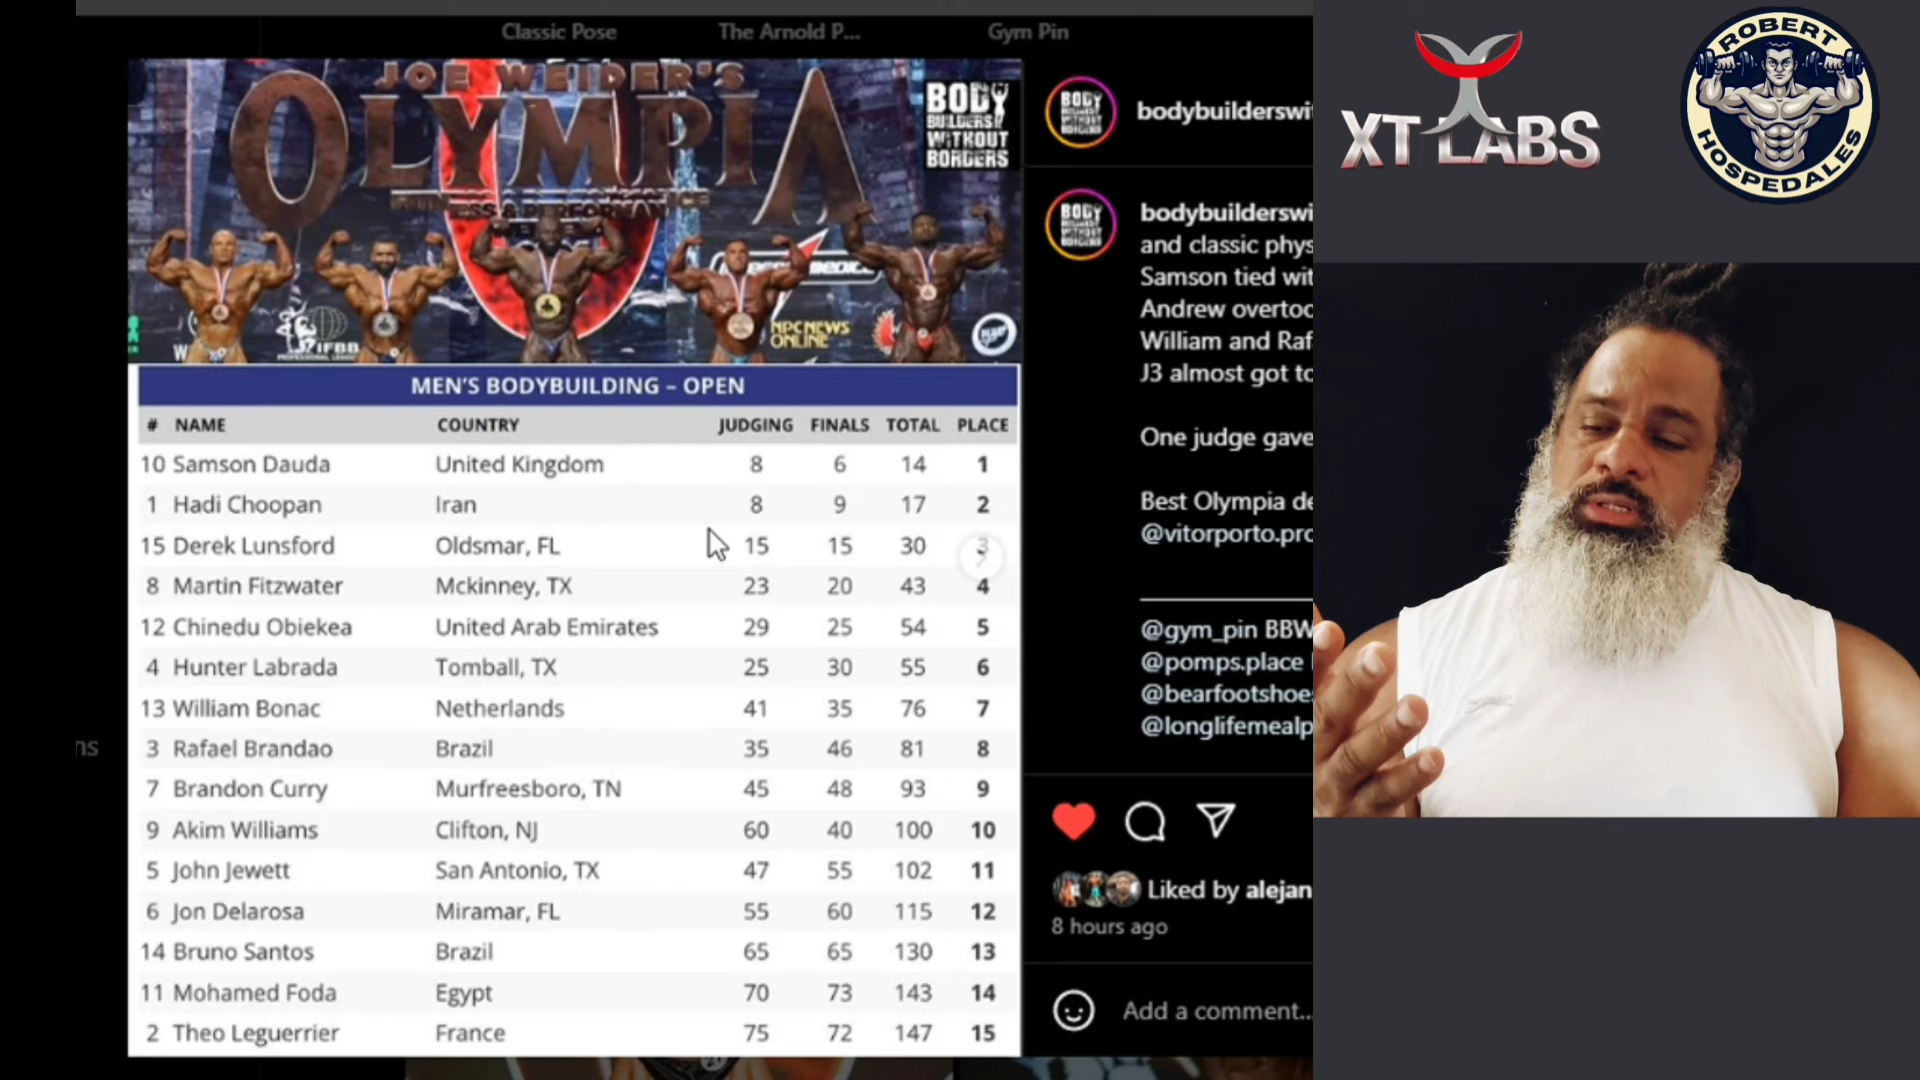 Classic Pose
The Arnold P...
Gym Pin
JOE WEIDER'S
OLYMPIA
FITNESS & PERFORMANCE
BODY
BUILDERS
WITHOUT
BORDERS
IFBB
PROFESSIONAL LEAGUE
NPC NEWS
ONLINE
MEN'S BODYBUILDING – OPEN
# NAME COUNTRY JUDGING FINALS TOTAL PLACE
10 Samson Dauda United Kingdom 8 6 14 1
1 Hadi Choopan Iran 8 9 17 2
15 Derek Lunsford Oldsmar, FL 15 15 30 3
8 Martin Fitzwater Mckinney, TX 23 20 43 4
12 Chinedu Obiekea United Arab Emirates 29 25 54 5
4 Hunter Labrada Tomball, TX 25 30 55 6
13 William Bonac Netherlands 41 35 76 7
3 Rafael Brandao Brazil 35 46 81 8
7 Brandon Curry Murfreesboro, TN 45 48 93 9
9 Akim Williams Clifton, NJ 60 40 100 10
5 John Jewett San Antonio, TX 47 55 102 11
6 Jon Delarosa Miramar, FL 55 60 115 12
14 Bruno Santos Brazil 65 65 130 13
11 Mohamed Foda Egypt 70 73 143 14
2 Theo Leguerrier France 75 72 147 15
ns
bodybuilderswi
bodybuilderswi
and classic phys
Samson tied wit
Andrew overtoo
William and Raf
J3 almost got to
One judge gave
Best Olympia de
@vitorporto.pro
@gym_pin BBW
@pomps.place
@bearfootshoes
@longlifemealp
Liked by alejan
8 hours ago
Add a comment...
XT LABS
ROBERT
HOSPEDALES